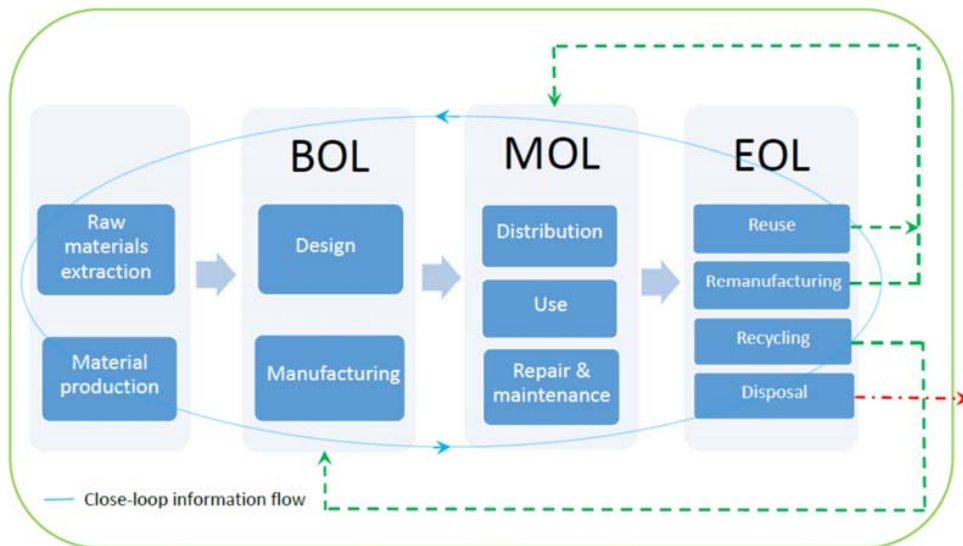 BOL
MOL
EOL
Raw
materials
extraction
Material
production
Design
Manufacturing
Distribution
Use
Repair &
maintenance
Reuse
Remanufacturing
Recycling
Disposal
Close-loop information flow